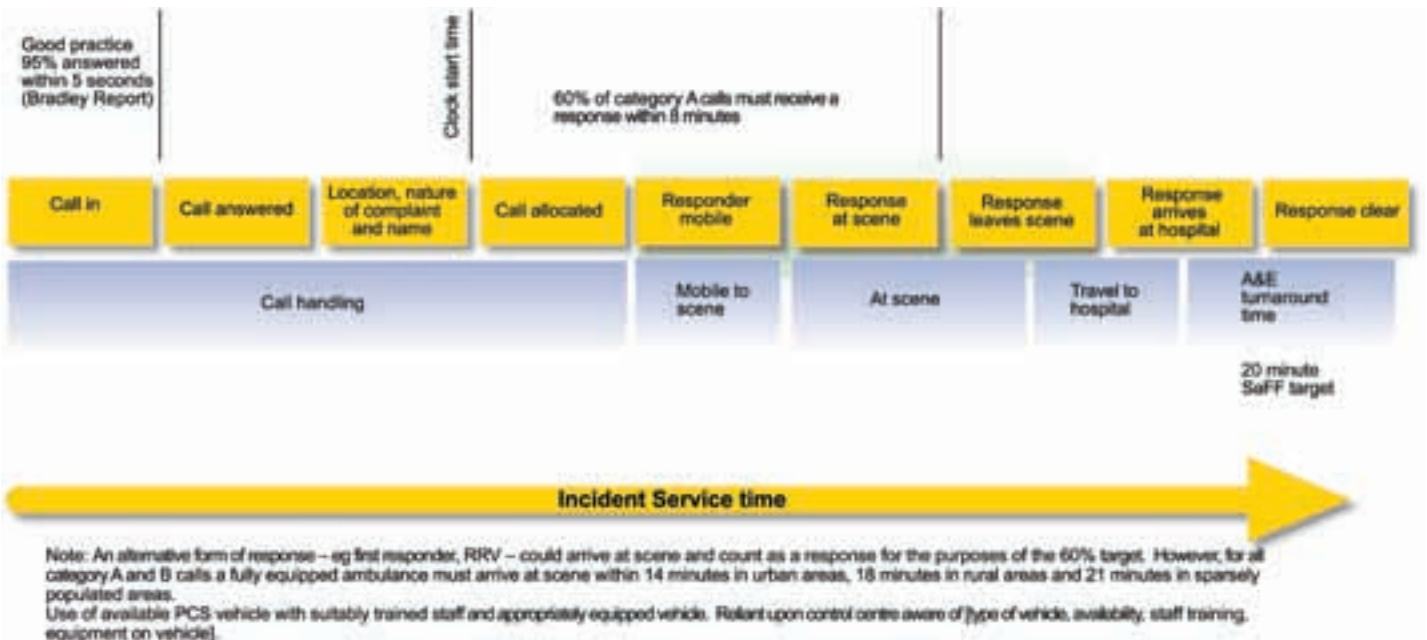 Good practice
95% answered
within 5 seconds
(Bradley Report)
Clock start time
60% of category A calls must receive a
response within 8 minutes
Call in
Call answered
Location, nature
of complaint
and name
Call allocated
Responder
mobile
Response
at scene
Response
leaves scene
Response
arrives
at hospital
Response clear
Call handling
Mobile to
scene
At scene
Travel to
hospital
A&E
turnaround
time
20 minute
SaFF target
Incident Service time
Note: An alternative form of response – eg first responder, RRV – could arrive at scene and count as a response for the purposes of the 60% target. However, for all
category A and B calls a fully equipped ambulance must arrive at scene within 14 minutes in urban areas, 18 minutes in rural areas and 21 minutes in sparsely
populated areas.
Use of available PCS vehicle with suitably trained staff and appropriately equipped vehicle. Reliant upon control centre aware of [type of vehicle, availability, staff training,
equipment on vehicle].